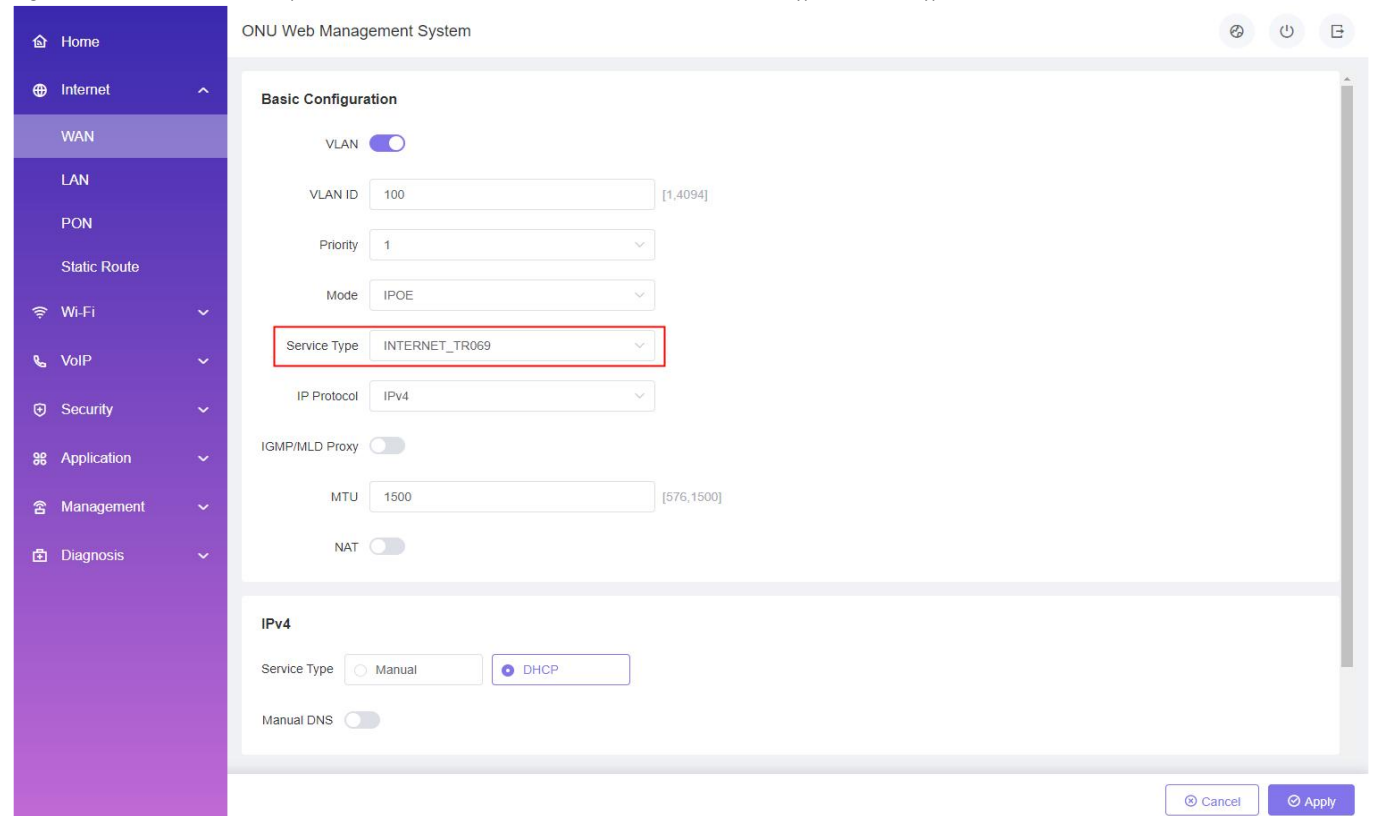 ONU Web Management System
Home
Internet
WAN
LAN
PON
Static Route
Wi-Fi
VoIP
Security
Application
Management
Diagnosis
Basic Configuration
VLAN
VLAN ID 100 [1,4094]
Priority 1
Mode IPOE
Service Type INTERNET_TR069
IP Protocol IPv4
IGMP/MLD Proxy
MTU 1500 [576,1500]
NAT
IPv4
Service Type Manual DHCP
Manual DNS
Cancel Apply